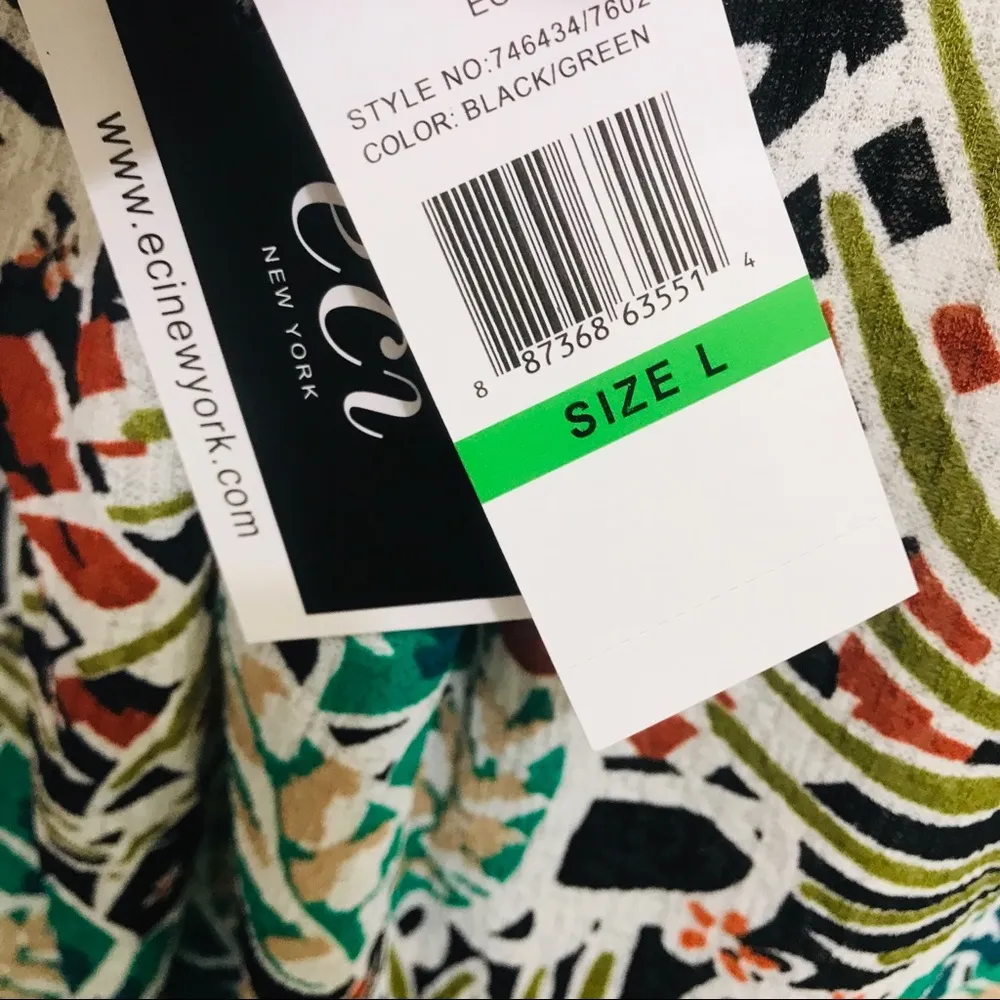 STYLE NO:746434/7602
COLOR: BLACK/GREEN
8 87368 63551 4
SIZE L
eci
NEW YORK
www.ecinewyork.com